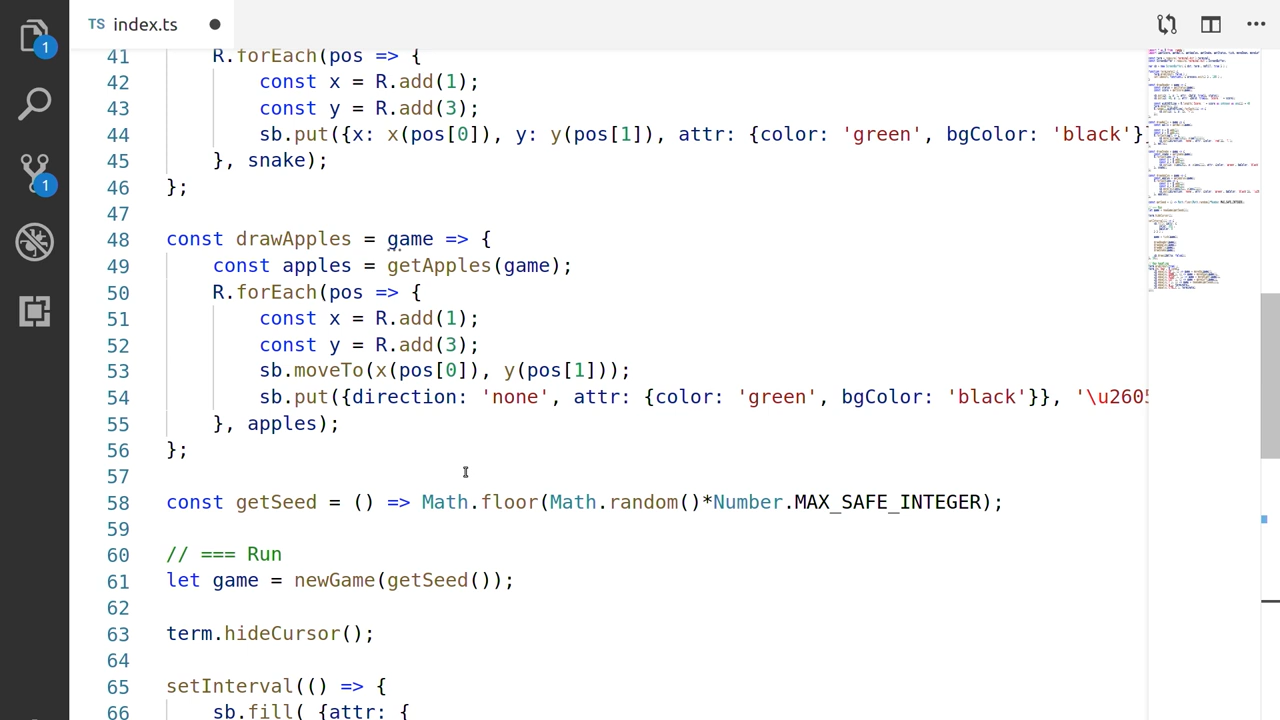 TS index.ts
1
1
41 R.forEach(pos => {
42 const x = R.add(1);
43 const y = R.add(3);
44 sb.put({x: x(pos[0]), y: y(pos[1]), attr: {color: 'green', bgColor: 'black'}
45 }, snake);
46 };
47
48 const drawApples = game => {
49 const apples = getApples(game);
50 R.forEach(pos => {
51 const x = R.add(1);
52 const y = R.add(3);
53 sb.moveTo(x(pos[0]), y(pos[1]));
54 sb.put({direction: 'none', attr: {color: 'green', bgColor: 'black'}}, '\u2605
55 }, apples);
56 };
57
58 const getSeed = () => Math.floor(Math.random()*Number.MAX_SAFE_INTEGER);
59
60 // === Run
61 let game = newGame(getSeed());
62
63 term.hideCursor();
64
65 setInterval(() => {
66 sb.fill( {attr: {